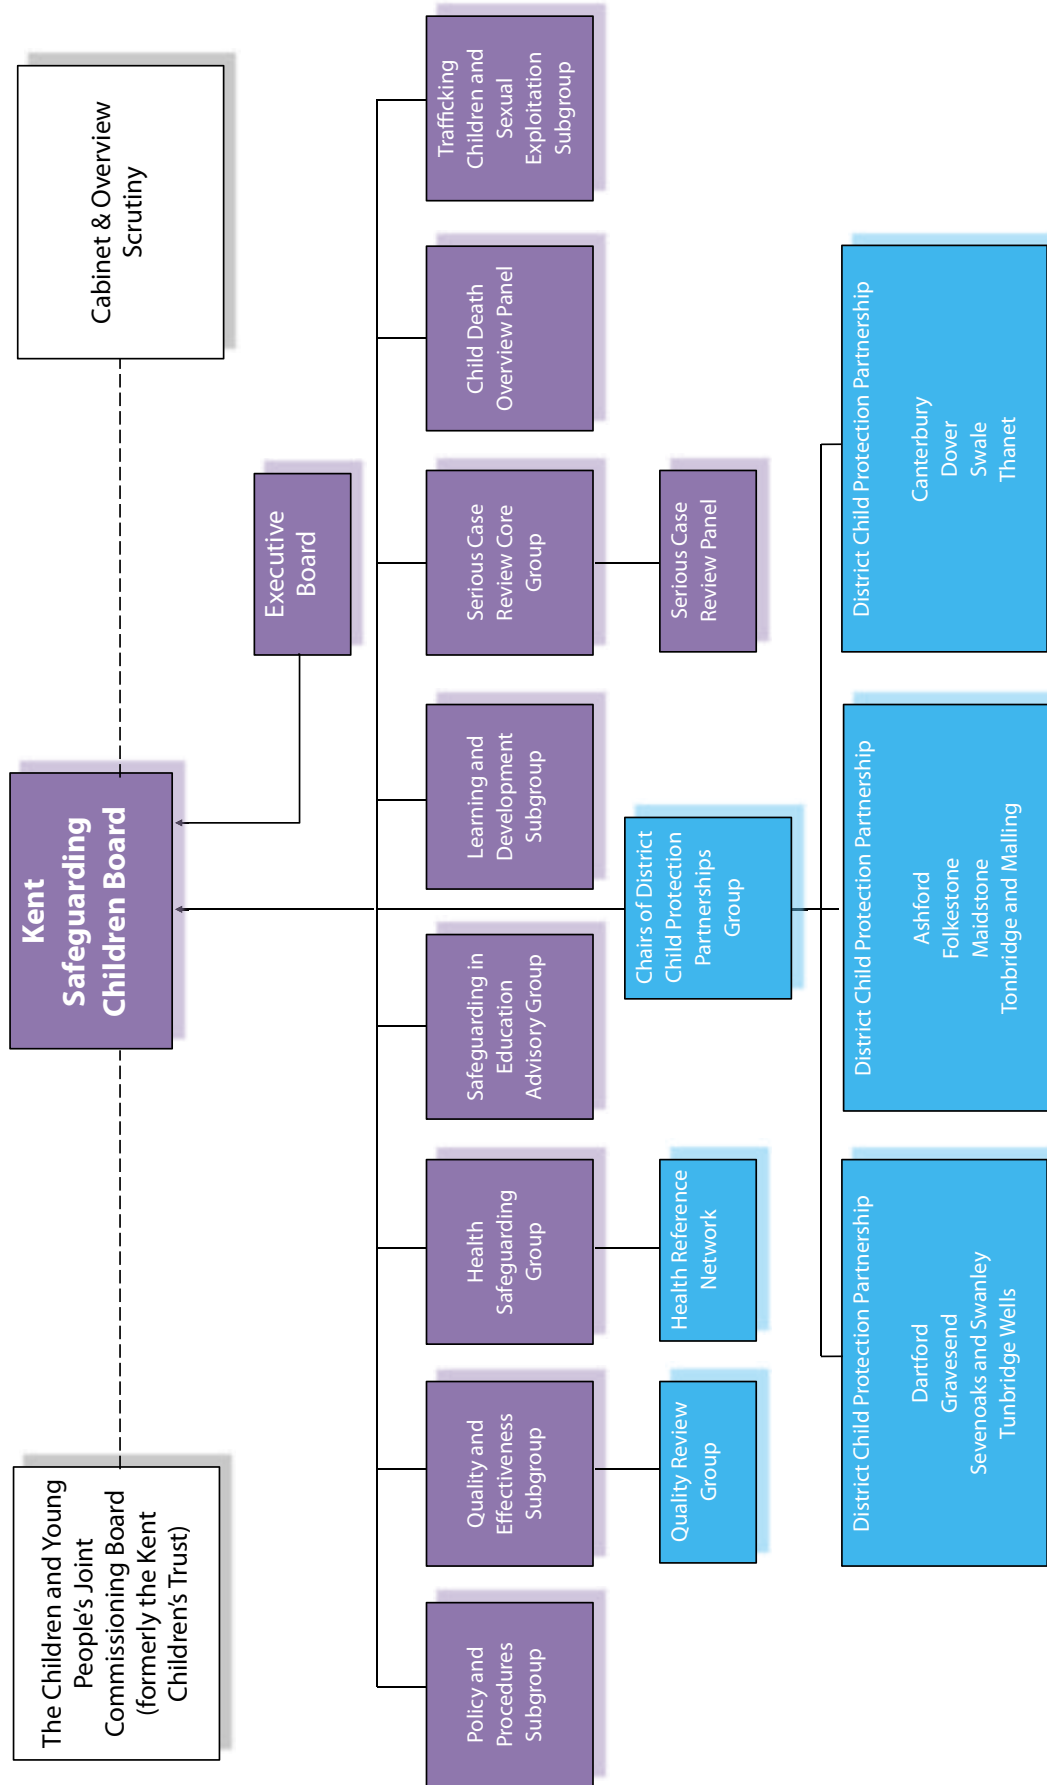 The Children and Young
People's Joint
Commissioning Board
(formerly the Kent
Children's Trust)
Kent
Safeguarding
Children Board
Cabinet & Overview
Scrutiny
Executive
Board
Policy and
Procedures
Subgroup
Quality and
Effectiveness
Subgroup
Health
Safeguarding
Group
Safeguarding in
Education
Advisory Group
Learning and
Development
Subgroup
Serious Case
Review Core
Group
Child Death
Overview Panel
Trafficking
Children and
Sexual
Exploitation
Subgroup
Quality Review
Group
Health Reference
Network
Chairs of District
Child Protection
Partnerships
Group
Serious Case
Review Panel
District Child Protection Partnership
Dartford
Gravesend
Sevenoaks and Swanley
Tunbridge Wells
District Child Protection Partnership
Ashford
Folkestone
Maidstone
Tonbridge and Malling
District Child Protection Partnership
Canterbury
Dover
Swale
Thanet